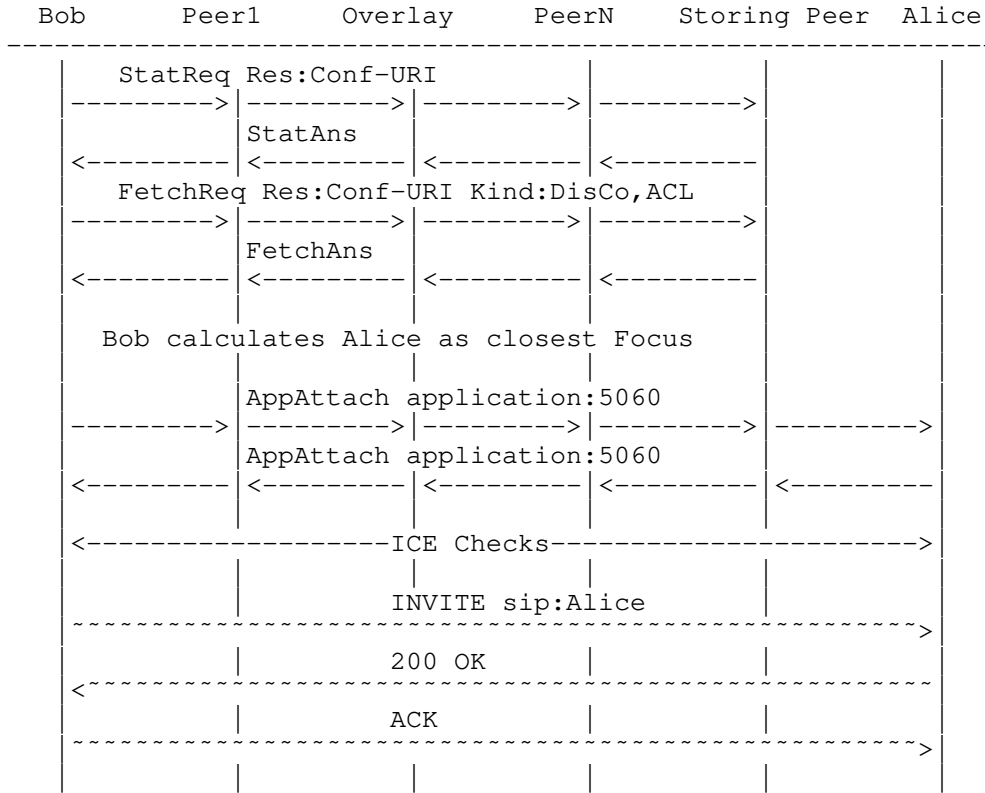 Bob Peer1 Overlay PeerN Storing Peer Alice
StatReq Res:Conf-URI
StatAns
FetchReq Res:Conf-URI Kind:DisCo,ACL
FetchAns
Bob calculates Alice as closest Focus
AppAttach application:5060
AppAttach application:5060
ICE Checks
INVITE sip:Alice
200 OK
ACK